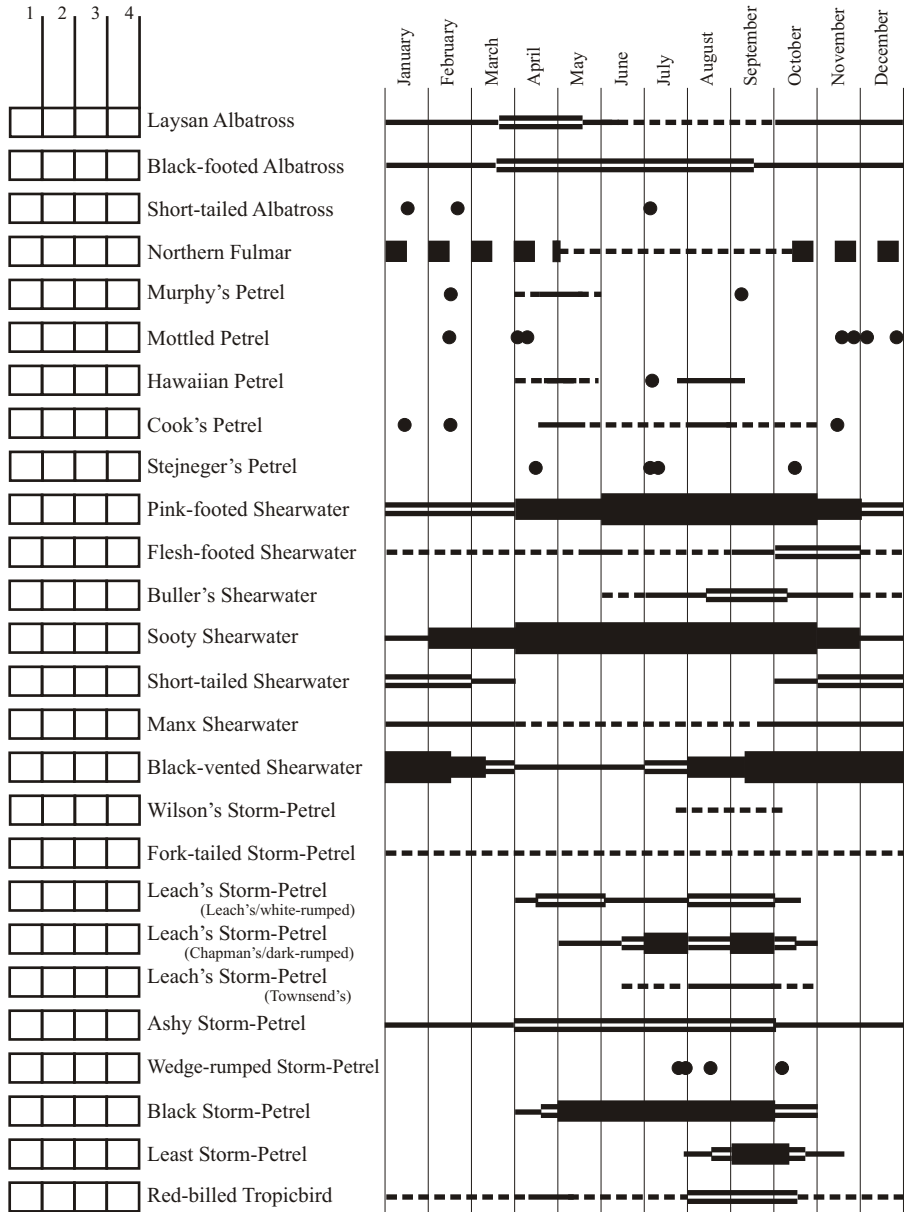 1 2 3 4
January February March April May June July August September October November December
Laysan Albatross
Black-footed Albatross
Short-tailed Albatross
Northern Fulmar
Murphy's Petrel
Mottled Petrel
Hawaiian Petrel
Cook's Petrel
Stejneger's Petrel
Pink-footed Shearwater
Flesh-footed Shearwater
Buller's Shearwater
Sooty Shearwater
Short-tailed Shearwater
Manx Shearwater
Black-vented Shearwater
Wilson's Storm-Petrel
Fork-tailed Storm-Petrel
Leach's Storm-Petrel
(Leach's/white-rumped)
Leach's Storm-Petrel
(Chapman's/dark-rumped)
Leach's Storm-Petrel
(Townsend's)
Ashy Storm-Petrel
Wedge-rumped Storm-Petrel
Black Storm-Petrel
Least Storm-Petrel
Red-billed Tropicbird